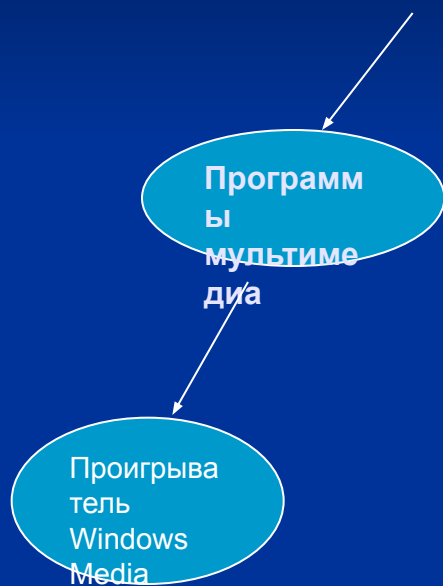 Программ
ы
мультиме
диа
Проигрыва
тель
Windows
Media